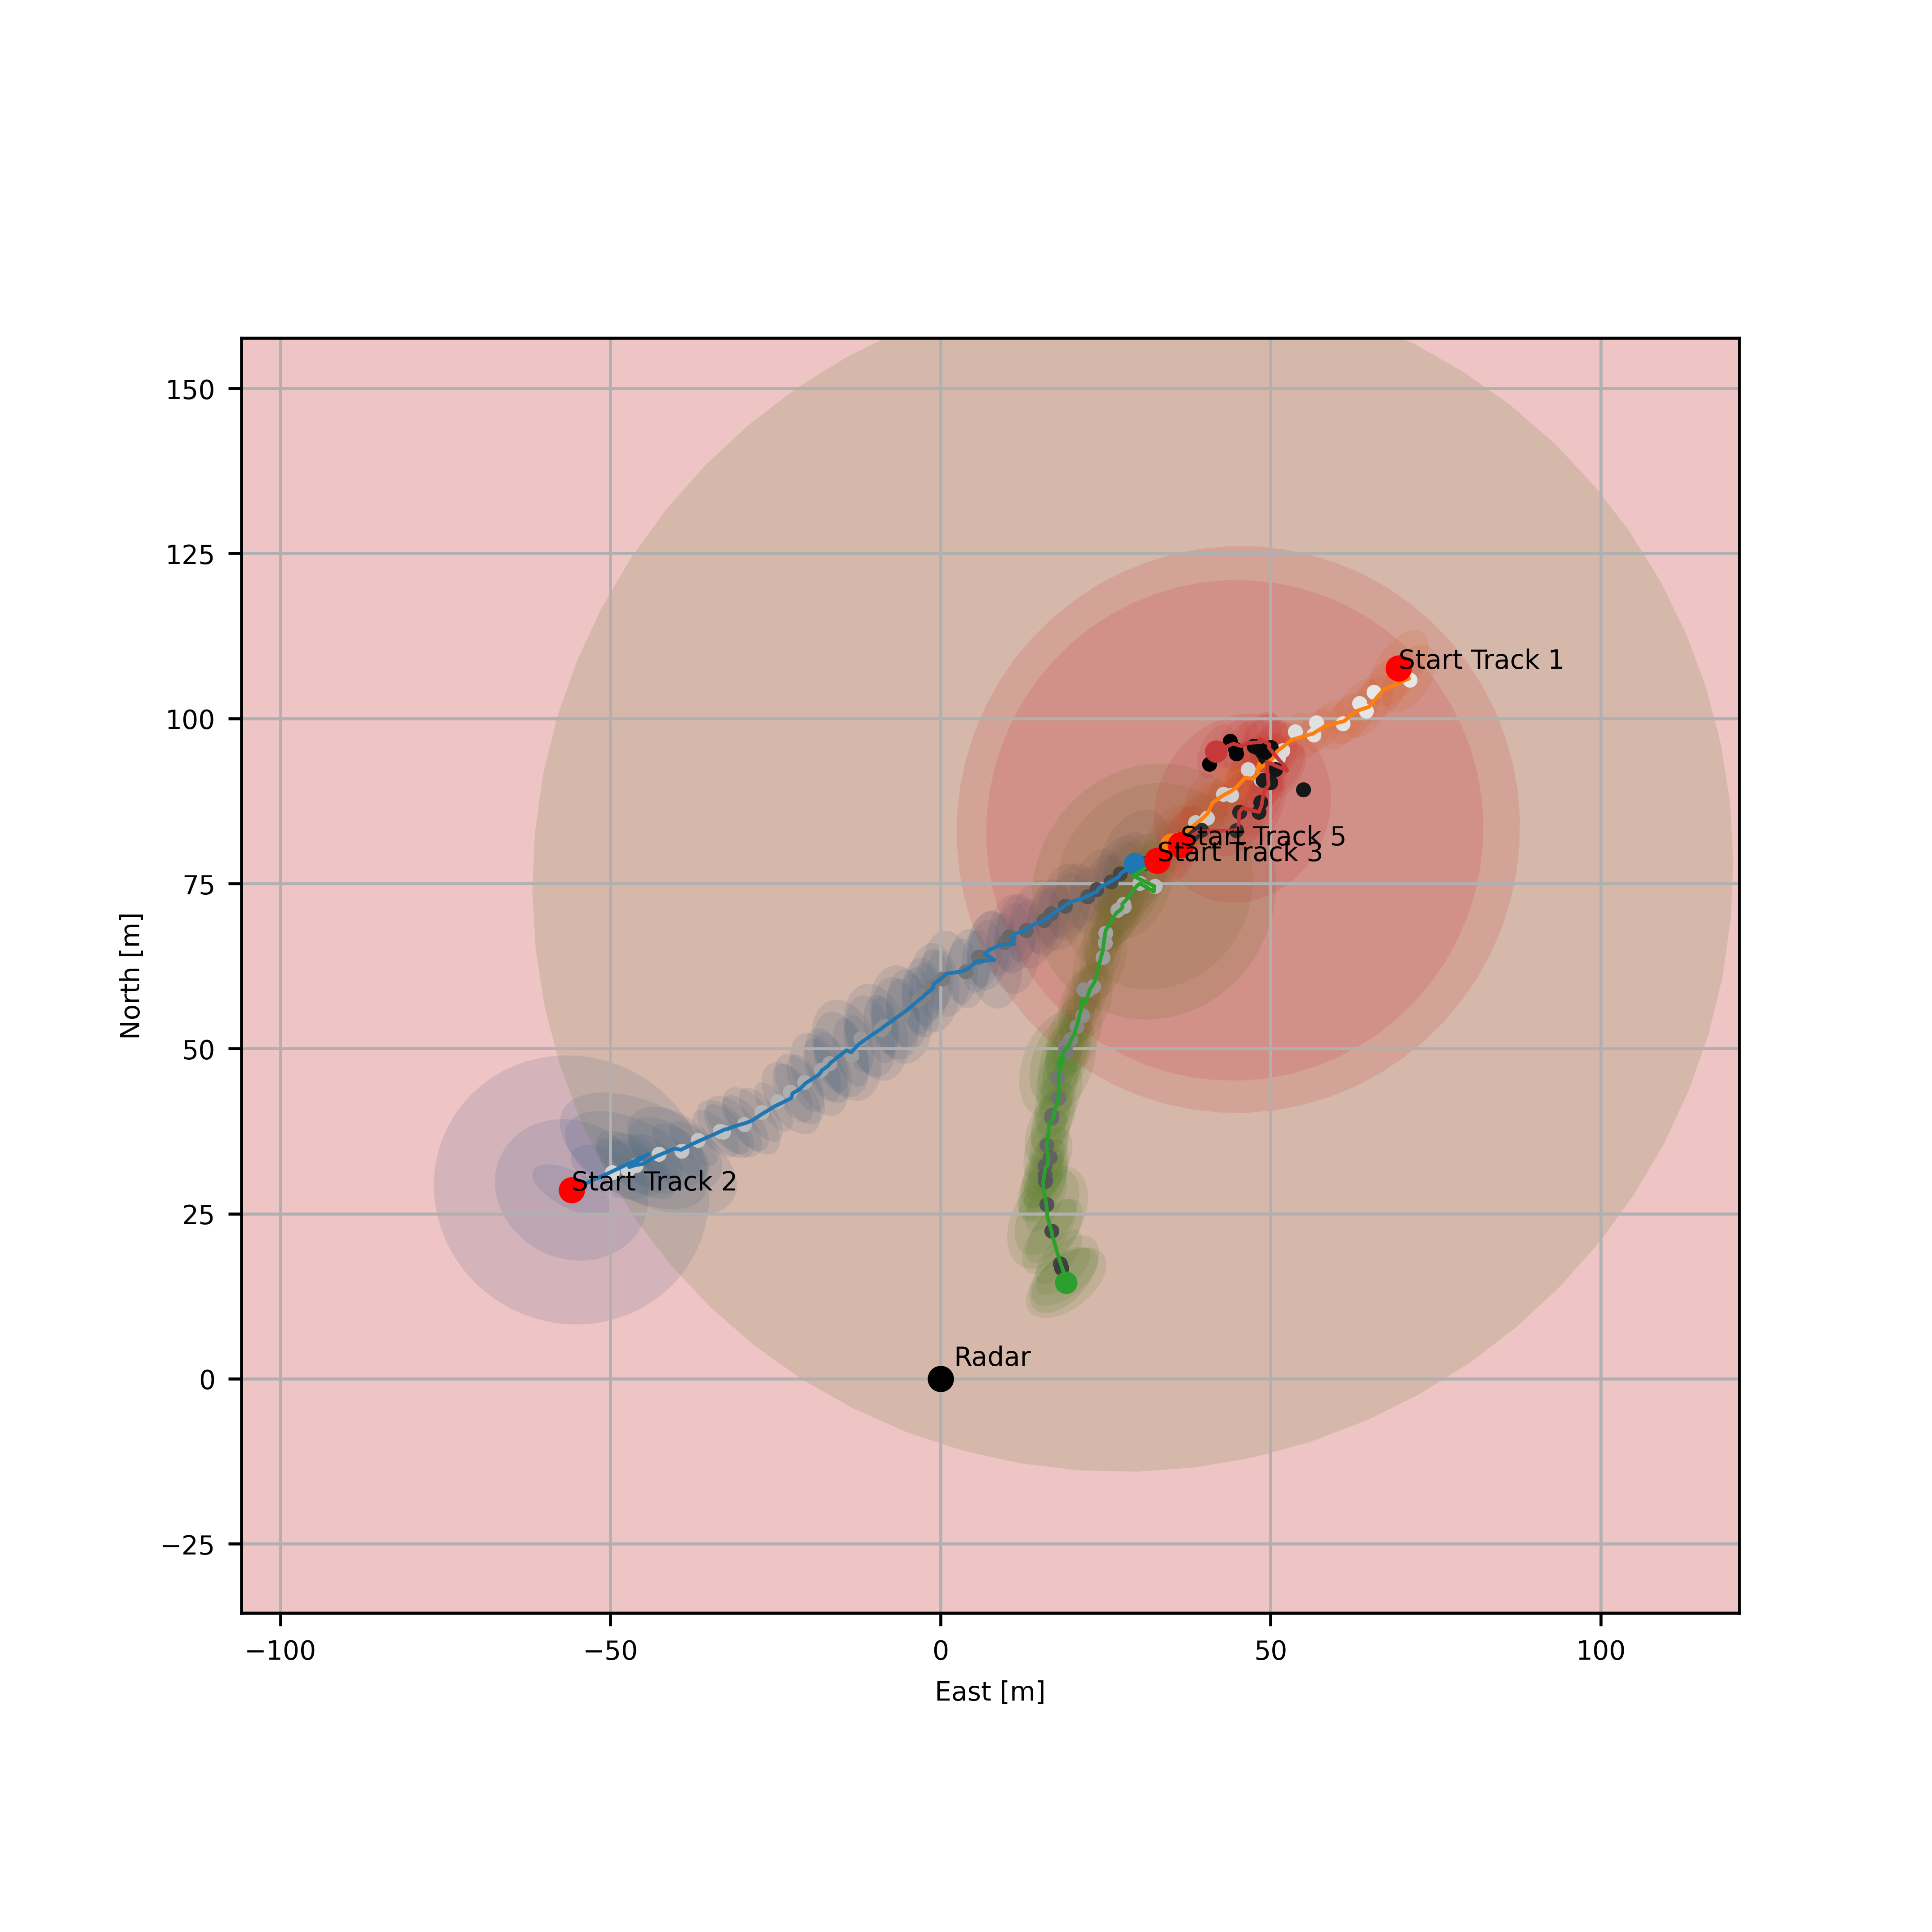 150
125
100
75
50
25
0
−25
−100
−50
0
50
100
North [m]
East [m]
Start Track 1
Start Track 5
Start Track 3
Start Track 2
Radar